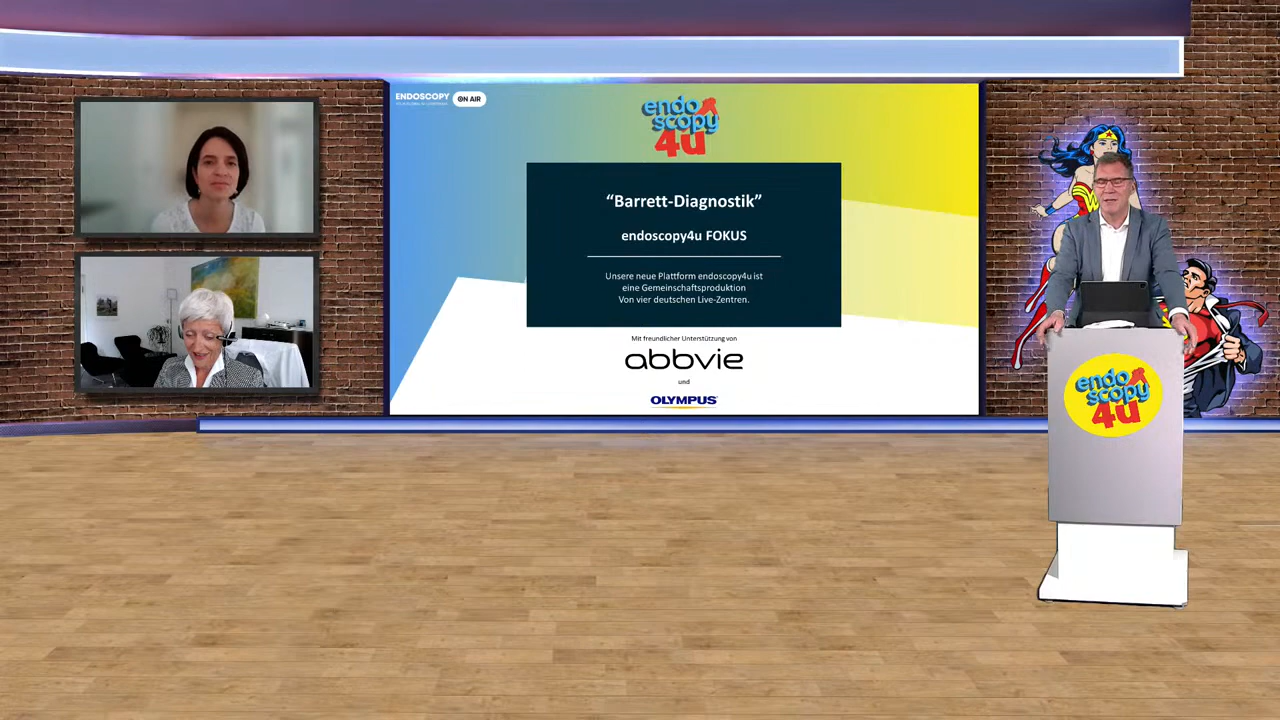 ENDOSCOPY
ON AIR
endo
scopy
4u
“Barrett-Diagnostik”
endoscopy4u FOKUS
Unsere neue Plattform endoscopy4u ist
eine Gemeinschaftsproduktion
Von vier deutschen Live-Zentren.
Mit freundlicher Unterstützung von
abbvie
und
OLYMPUS
endo
scopy
4u